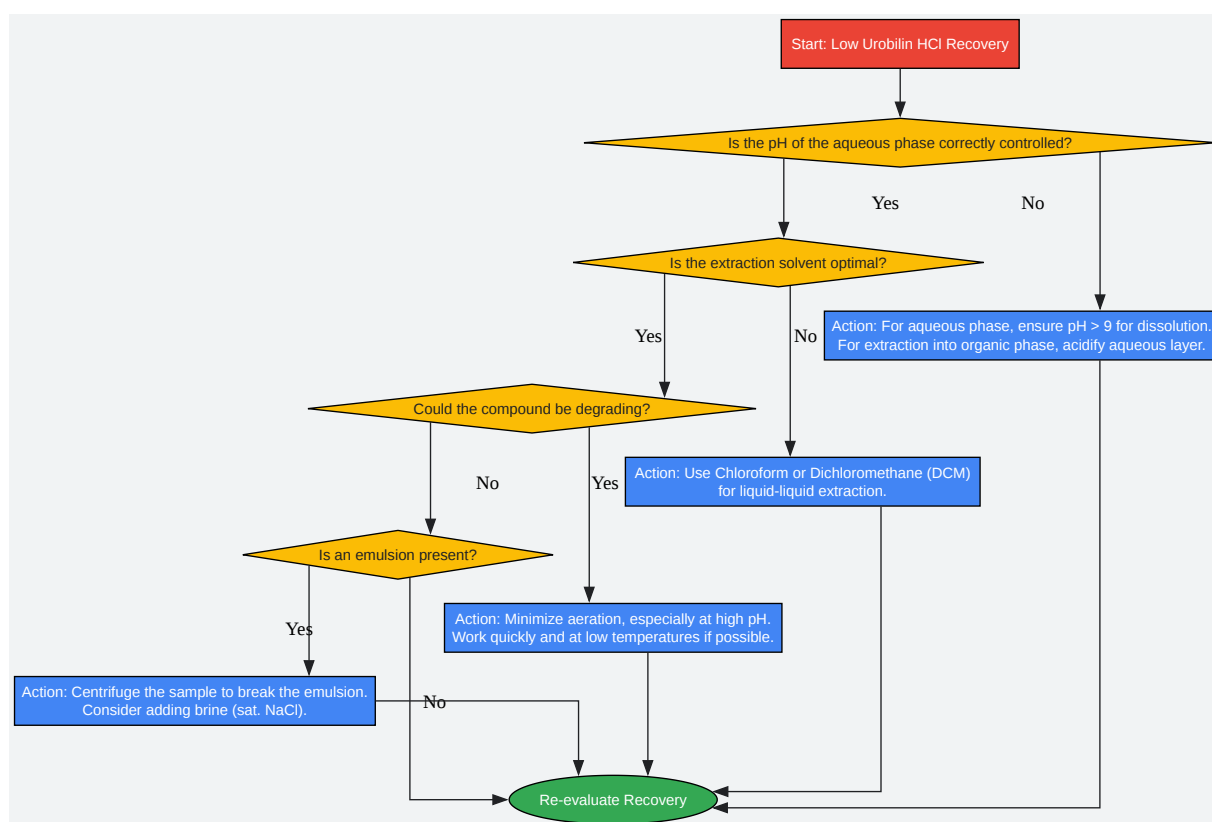 Start: Low Urobilin HCl Recovery
Is the pH of the aqueous phase correctly controlled?
Yes
No
Is the extraction solvent optimal?
Action: For aqueous phase, ensure pH > 9 for dissolution.
For extraction into organic phase, acidify aqueous layer.
Yes
No
Could the compound be degrading?
Action: Use Chloroform or Dichloromethane (DCM)
for liquid-liquid extraction.
No
Yes
Is an emulsion present?
Action: Minimize aeration, especially at high pH.
Work quickly and at low temperatures if possible.
Yes
Action: Centrifuge the sample to break the emulsion.
Consider adding brine (sat. NaCl).
No
Re-evaluate Recovery